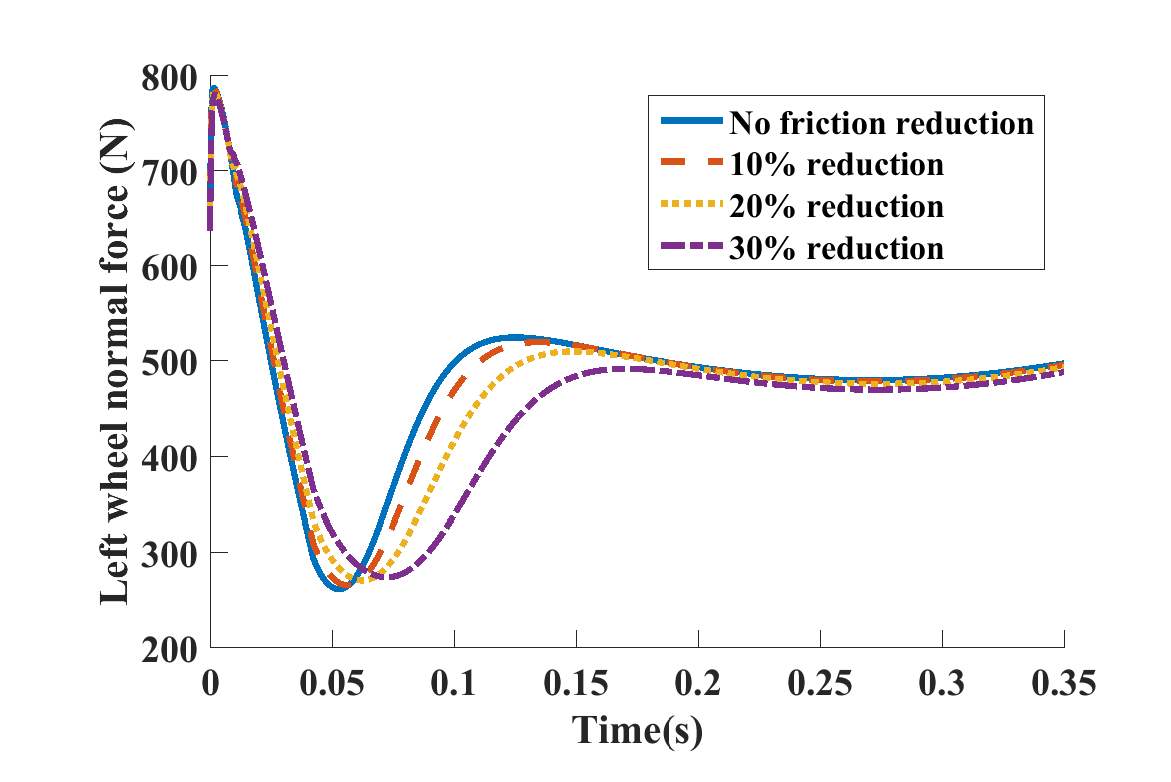 800
700
600
500
400
300
200
Left wheel normal force (N)
No friction reduction
10% reduction
20% reduction
30% reduction
0 0.05 0.1 0.15 0.2 0.25 0.3 0.35
Time(s)